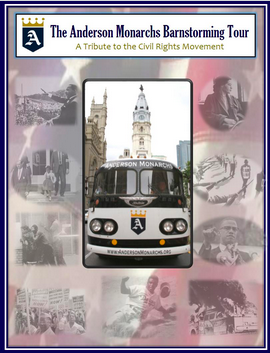 The Anderson Monarchs Barnstorming Tour
A Tribute to the Civil Rights Movement
A
ANDERSON MONARCHS
WWW.ANDERSONMONARCHS.ORG
A